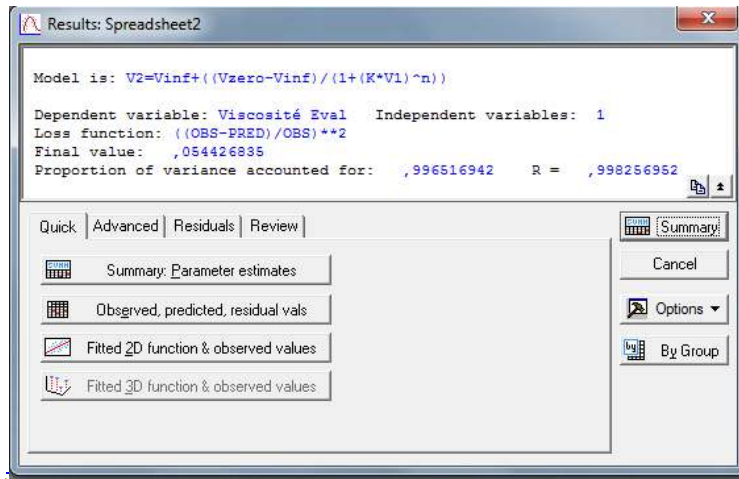 Results: Spreadsheet2
Model is: V2=Vinf+((Vzero-Vinf)/(1+(K*V1)^n))
Dependent variable: Viscosité Eval Independent variables: 1
Loss function: ((OBS-PRED)/OBS)**2
Final value: ,054426835
Proportion of variance accounted for: ,996516942 R = ,998256952
Quick Advanced Residuals Review
Summary
Summary: Parameter estimates
Cancel
Observed, predicted, residual vals
Options
Fitted 2D function & observed values
By Group
Fitted 3D function & observed values